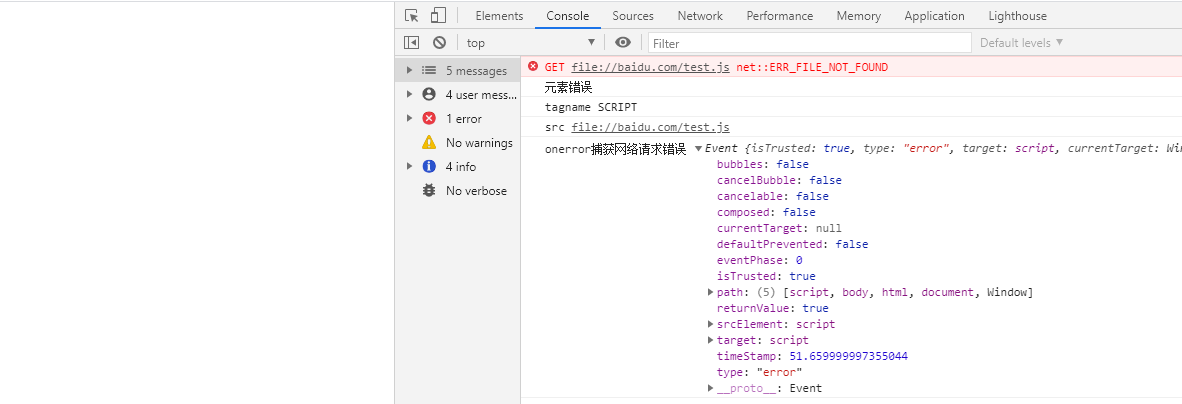 Elements Console Sources Network Performance Memory Application Lighthouse
top Filter Default levels
5 messages
4 user mess...
1 error
No warnings
4 info
No verbose
GET file://baidu.com/test.js net::ERR_FILE_NOT_FOUND
元素错误
tagname SCRIPT
src file://baidu.com/test.js
onerror捕获网络请求错误 Event {isTrusted: true, type: "error", target: script, currentTarget: Wi
bubbles: false
cancelBubble: false
cancelable: false
composed: false
currentTarget: null
defaultPrevented: false
eventPhase: 0
isTrusted: true
path: (5) [script, body, html, document, Window]
returnValue: true
srcElement: script
target: script
timeStamp: 51.659999997355044
type: "error"
__proto__: Event